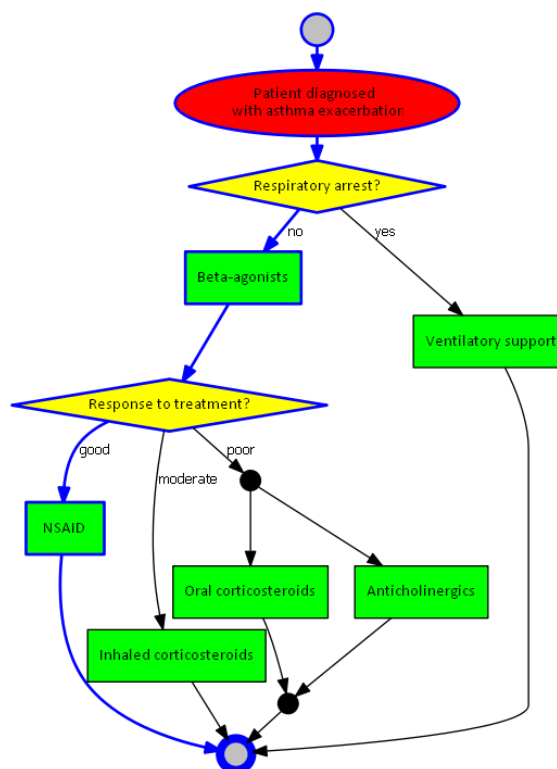 Patient diagnosed
with asthma exacerbation
Respiratory arrest?
no
yes
Beta-agonists
Ventilatory support
Response to treatment?
good
moderate
poor
NSAID
Oral corticosteroids
Anticholinergics
Inhaled corticosteroids